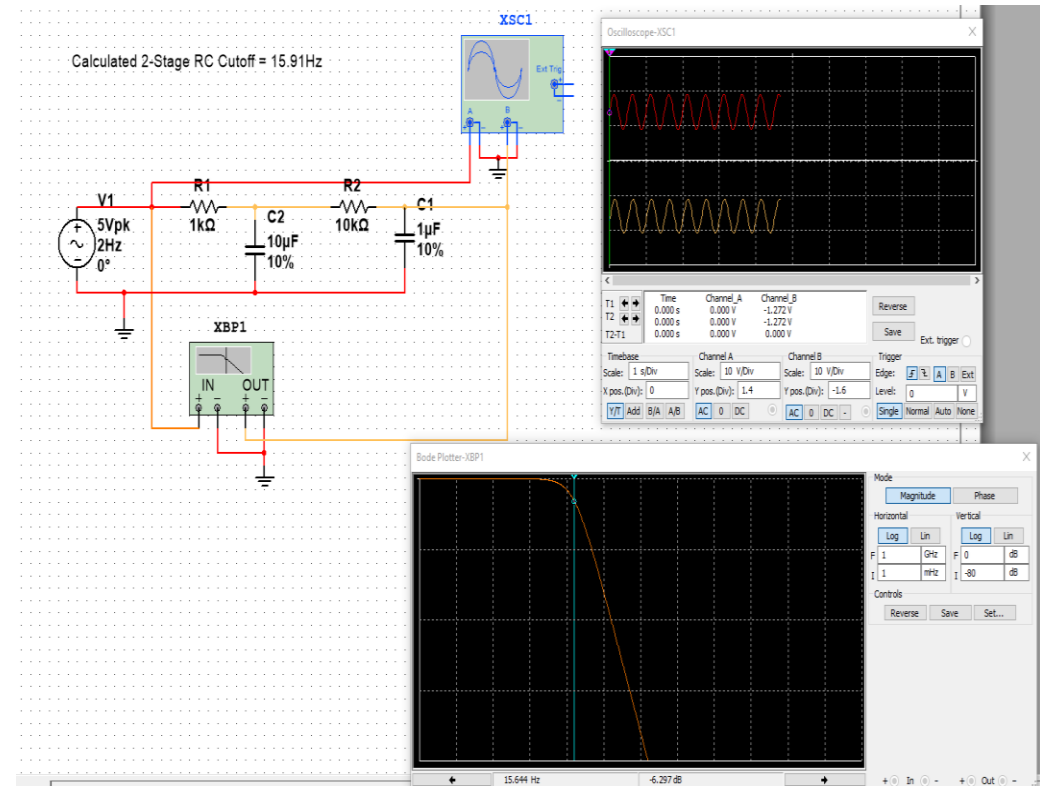 XSC1
Calculated 2-Stage RC Cutoff = 15.91Hz
Ext Trig
+
-
A
B
+ - + -
V1
5Vpk
2Hz
0°
R1
1kΩ
C2
10µF
10%
R2
10kΩ
C1
1µF
10%
XBP1
IN OUT
+ - + -
Oscilloscope-XSC1 X
Time Channel_A Channel_B
T1 0.000 s 0.000 V -1.272 V
T2 0.000 s 0.000 V -1.272 V
T2-T1 0.000 s 0.000 V 0.000 V
Reverse
Save
Ext. trigger
Timebase
Scale: 1 s/Div
X pos.(Div): 0
Y/T Add B/A A/B
Channel A
Scale: 10 V/Div
Y pos.(Div): 1.4
AC 0 DC
Channel B
Scale: 10 V/Div
Y pos.(Div): -1.6
AC 0 DC -
Trigger
Edge: A B Ext
Level: 0 V
Single Normal Auto None
Bode Plotter-XBP1 X
Mode
Magnitude Phase
Horizontal Vertical
Log Lin Log Lin
F 1 GHz F 0 dB
I 1 mHz I -80 dB
Controls
Reverse Save Set...
15.644 Hz -6.297 dB
+ In - + Out -